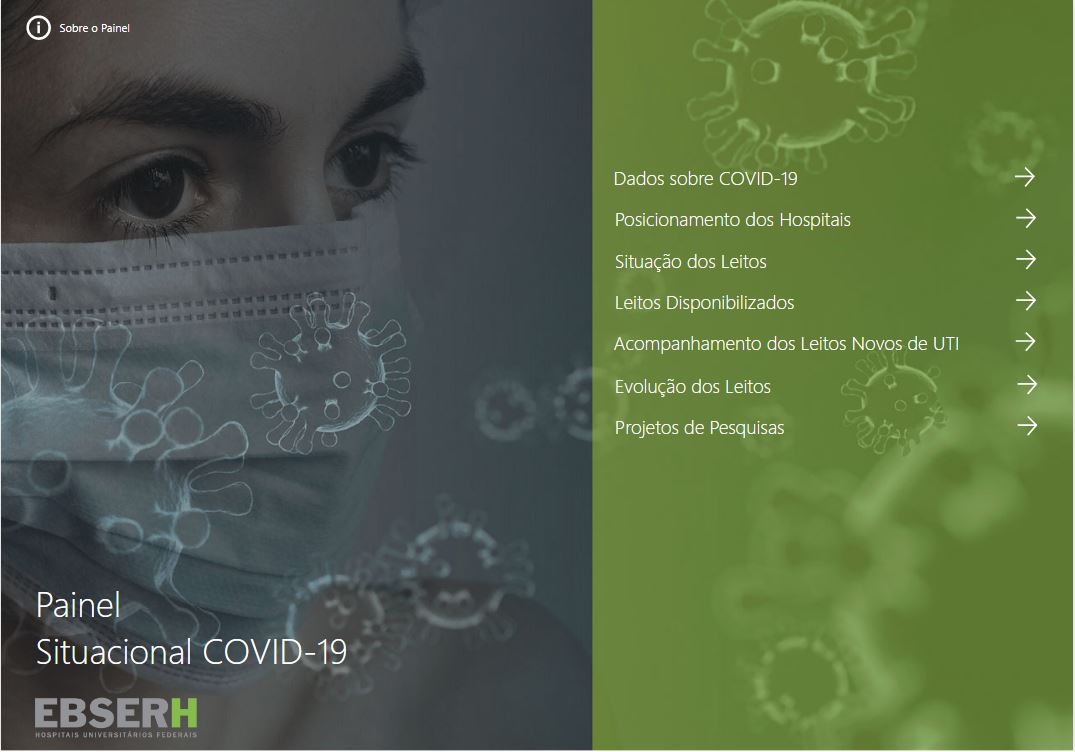 Sobre o Painel
Dados sobre COVID-19
Posicionamento dos Hospitais
Situação dos Leitos
Leitos Disponibilizados
Acompanhamento dos Leitos Novos de UTI
Evolução dos Leitos
Projetos de Pesquisas
Painel
Situacional COVID-19
EBSERH
HOSPITAIS UNIVERSITÁRIOS FEDERAIS